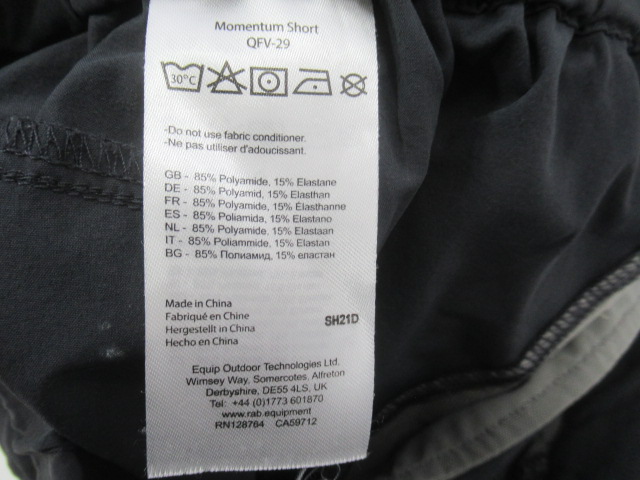 Momentum Short
QFV-29
30°C
-Do not use fabric conditioner.
-Ne pas utiliser d'adoucissant.
GB - 85% Polyamide, 15% Elastane
DE - 85% Polyamid, 15% Elasthan
FR - 85% Polyamide, 15% Élasthanne
ES - 85% Poliamida, 15% Elastano
NL - 85% Polyamide, 15% Elastaan
IT - 85% Poliammide, 15% Elastan
BG - 85% Полиамид, 15% еластан
Made in China
Fabriqué en Chine
Hergestellt in China
Hecho en China
SH21D
Equip Outdoor Technologies Ltd.
Wimsey Way, Somercotes, Alfreton
Derbyshire, DE55 4LS, UK
Tel: +44 (0)1773 601870
www.rab.equipment
RN128764 CA59712